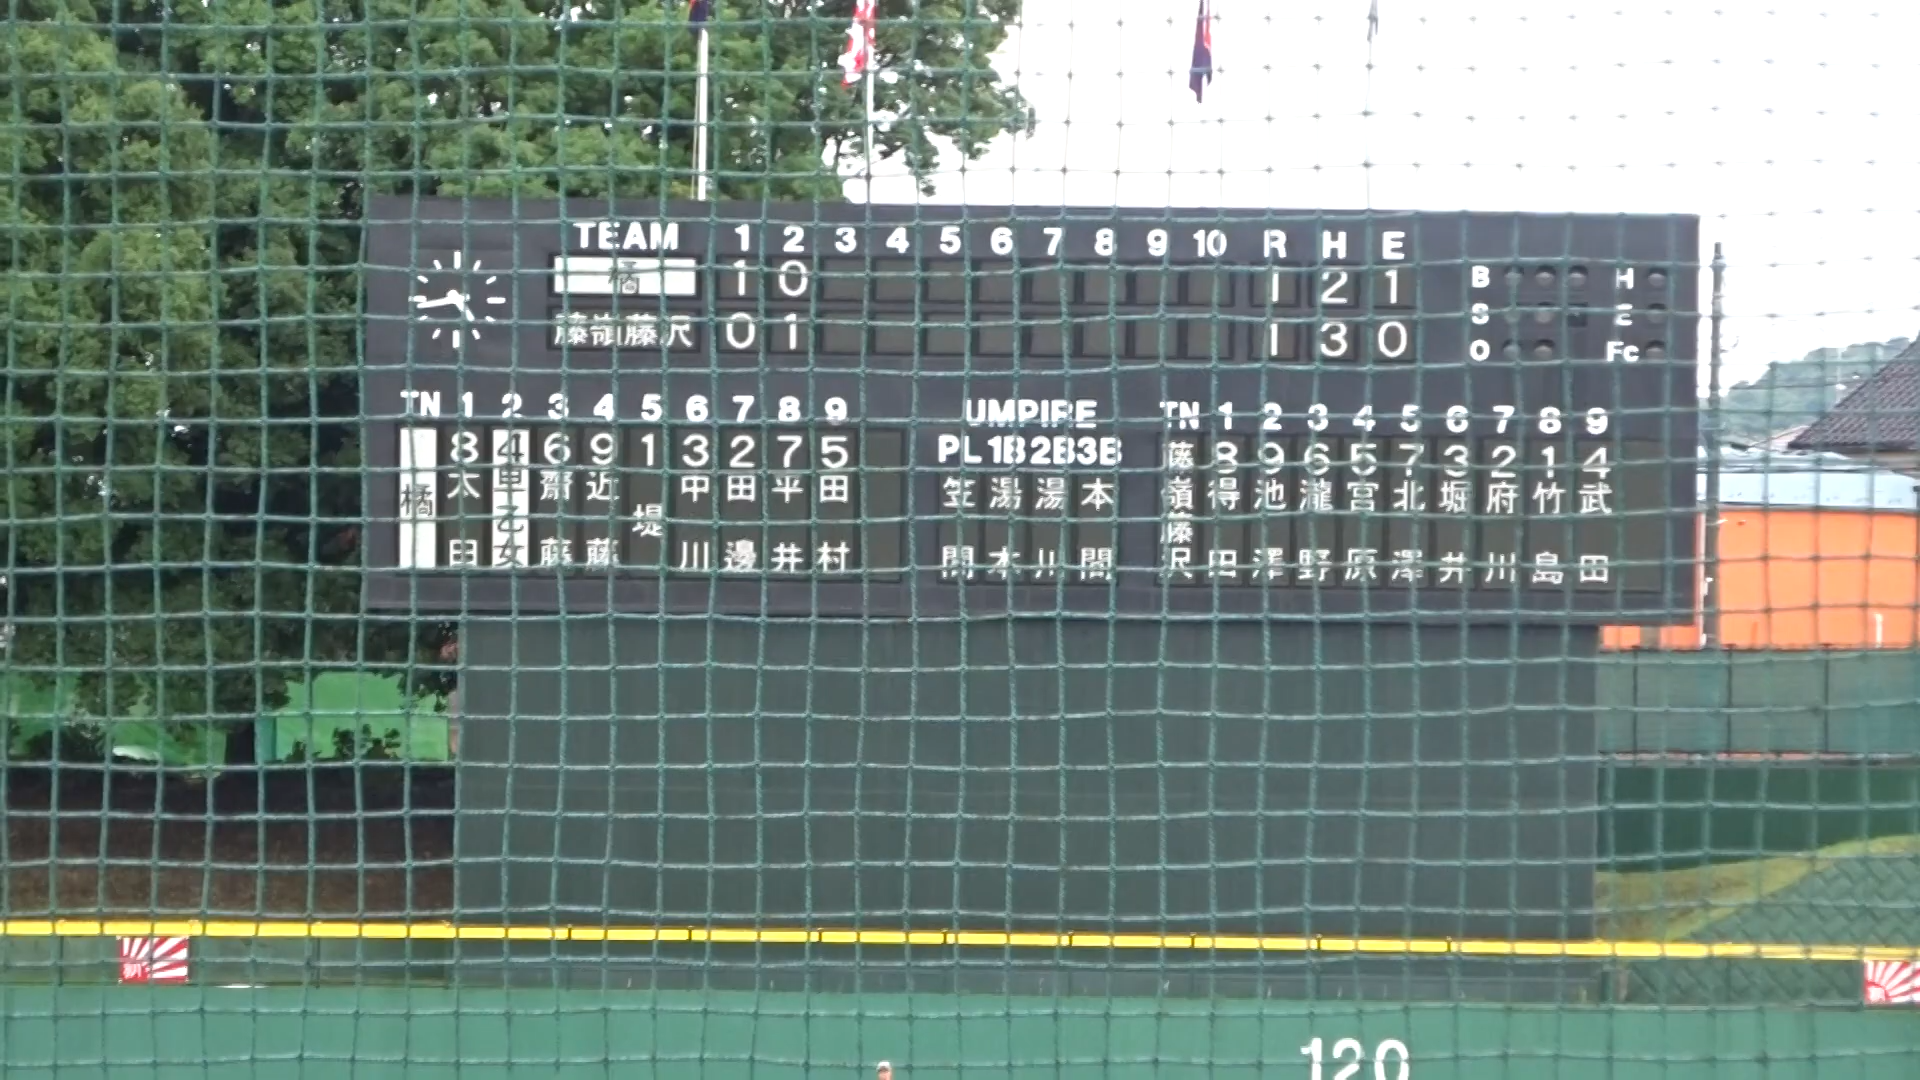 TEAM 1 2 3 4 5 6 7 8 9 10 R H E
橘 1 0 1 2 1
藤嶺藤沢 0 1 1 3 0
B H
S E
O Fc
TN 1 2 3 4 5 6 7 8 9
橘
8 太田
4 早乙女
6 齋藤
9 近藤
1 堤
3 中川
2 田邊
7 平井
5 田村
UMPIRE
PL 1B 2B 3B
笠間 湯本 湯川 本間
TN 1 2 3 4 5 6 7 8 9
藤嶺藤沢
8 得田
9 池澤
6 瀧野
5 宮原
7 北澤
3 堀井
2 府川
1 竹島
4 武田
120